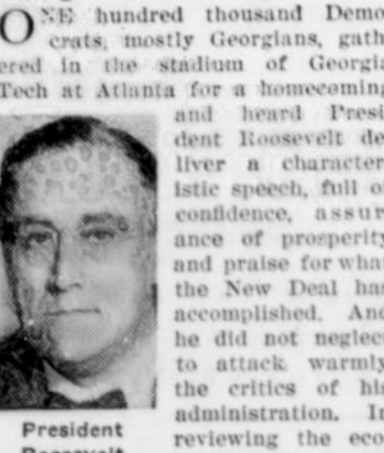 ONE hundred thousand Demo
crats, mostly Georgians, gath
ered in the stadium of Georgia
Tech at Atlanta for a homecoming
and heard Presi
dent Roosevelt de
liver a character
istic speech, full of
confidence, assur
ance of prosperity
and praise for what
the New Deal has
accomplished. And
he did not neglect
to attack warmly
the critics of his
administration. In
reviewing the eco
President
Roosevelt